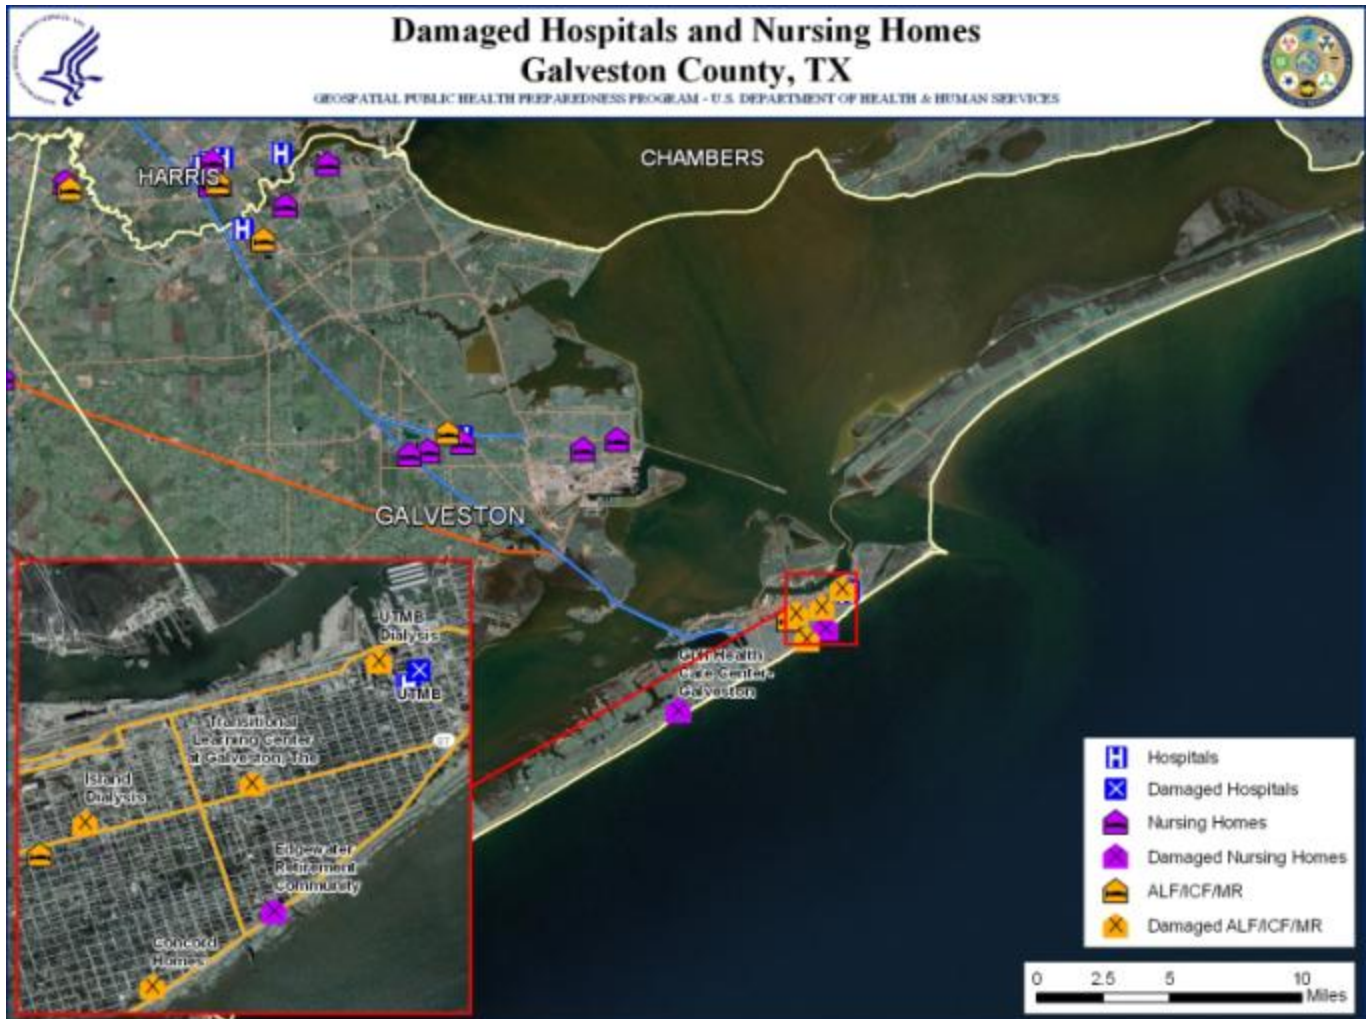 Damaged Hospitals and Nursing Homes
Galveston County, TX
GEOSPATIAL PUBLIC HEALTH PREPAREDNESS PROGRAM - U.S. DEPARTMENT OF HEALTH & HUMAN SERVICES
CHAMBERS
HARRIS
GALVESTON
Health
Care Center-
Galveston
UTMB
Dialysis
UTMB
Transitional
Learning Center
at Galveston, The
Island
Dialysis
Edgewater
Retirement
Community
Concord
Homes
Hospitals
Damaged Hospitals
Nursing Homes
Damaged Nursing Homes
ALF/ICF/MR
Damaged ALF/ICF/MR
0 2.5 5 10
Miles